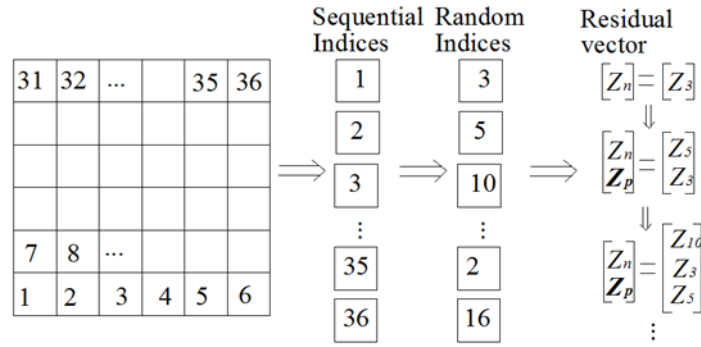 Sequential Indices
Random Indices
Residual vector
31 32 ... 35 36
7 8 ...
1 2 3 4 5 6
1
2
3
⋮
35
36
3
5
10
⋮
2
16
[Zn] = [Z3]
⇓
[Zn Zp] = [Z5 Z3]
⇓
[Zn Zp] = [Z10 Z3 Z5]
⋮